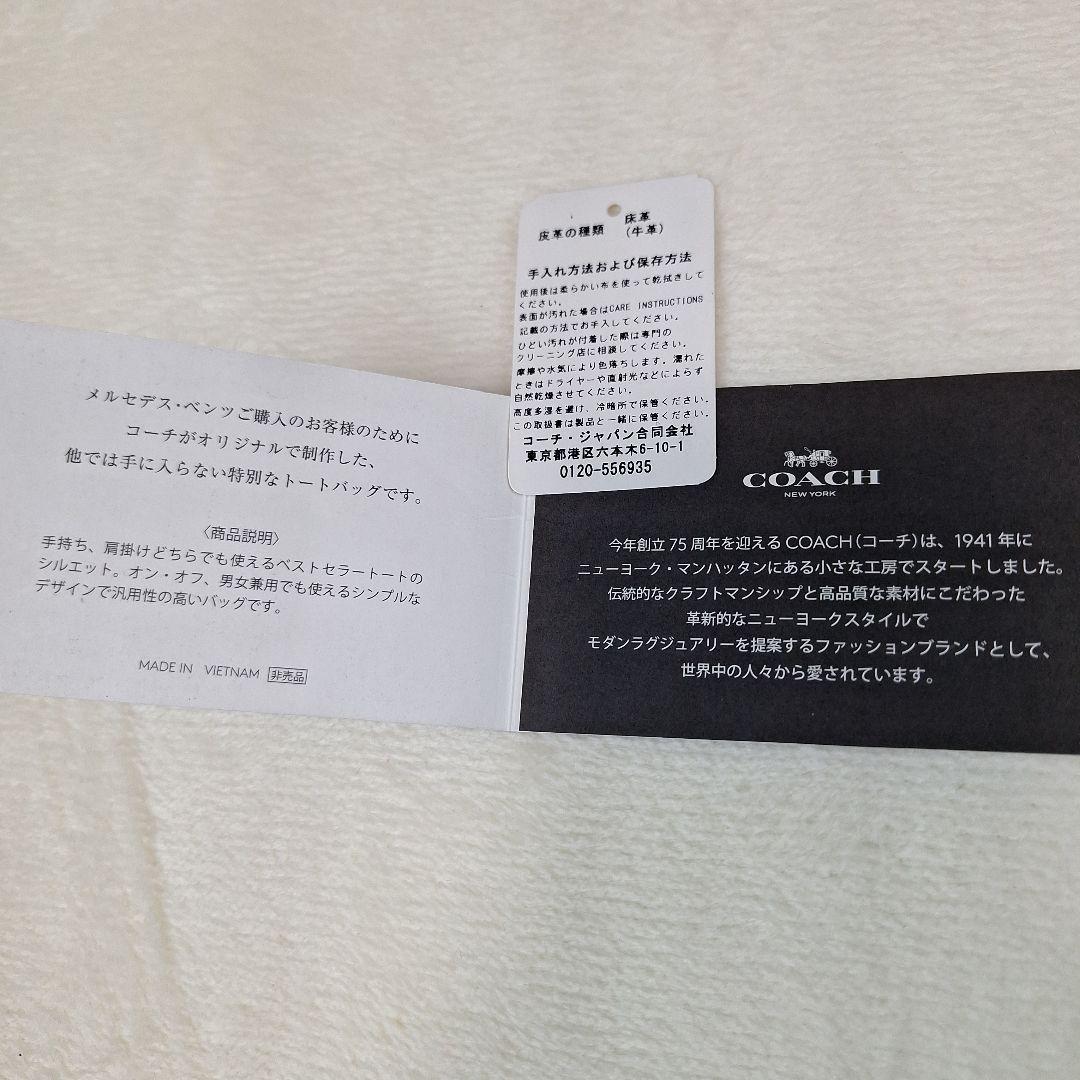 皮革の種類 床革
(牛革)
手入れ方法および保存方法
使用後は柔らかい布を使って乾拭きして
ください。
表面が汚れた場合はCARE INSTRUCTIONS
記載の方法でお手入してください。
ひどい汚れが付着した際は専門の
クリーニング店に相談してください。
摩擦や水気により色落ちします。濡れた
ときはドライヤーや直射光などによらず
自然乾燥させてください。
高度多湿を避け、冷暗所で保管ください。
この取扱書は製品と一緒に保管ください。
コーチ・ジャパン合同会社
東京都港区六本木6-10-1
0120-556935
メルセデス・ベンツご購入のお客様のために
コーチがオリジナルで制作した、
他では手に入らない特別なトートバッグです。
〈商品説明〉
手持ち、肩掛けどちらでも使えるベストセラートートの
シルエット。オン・オフ、男女兼用でも使えるシンプルな
デザインで汎用性の高いバッグです。
MADE IN VIETNAM 非売品
COACH
NEW YORK
今年創立75周年を迎えるCOACH(コーチ)は、1941年に
ニューヨーク・マンハッタンにある小さな工房でスタートしました。
伝統的なクラフトマンシップと高品質な素材にこだわった
革新的なニューヨークスタイルで
モダンラグジュアリーを提案するファッションブランドとして、
世界中の人々から愛されています。